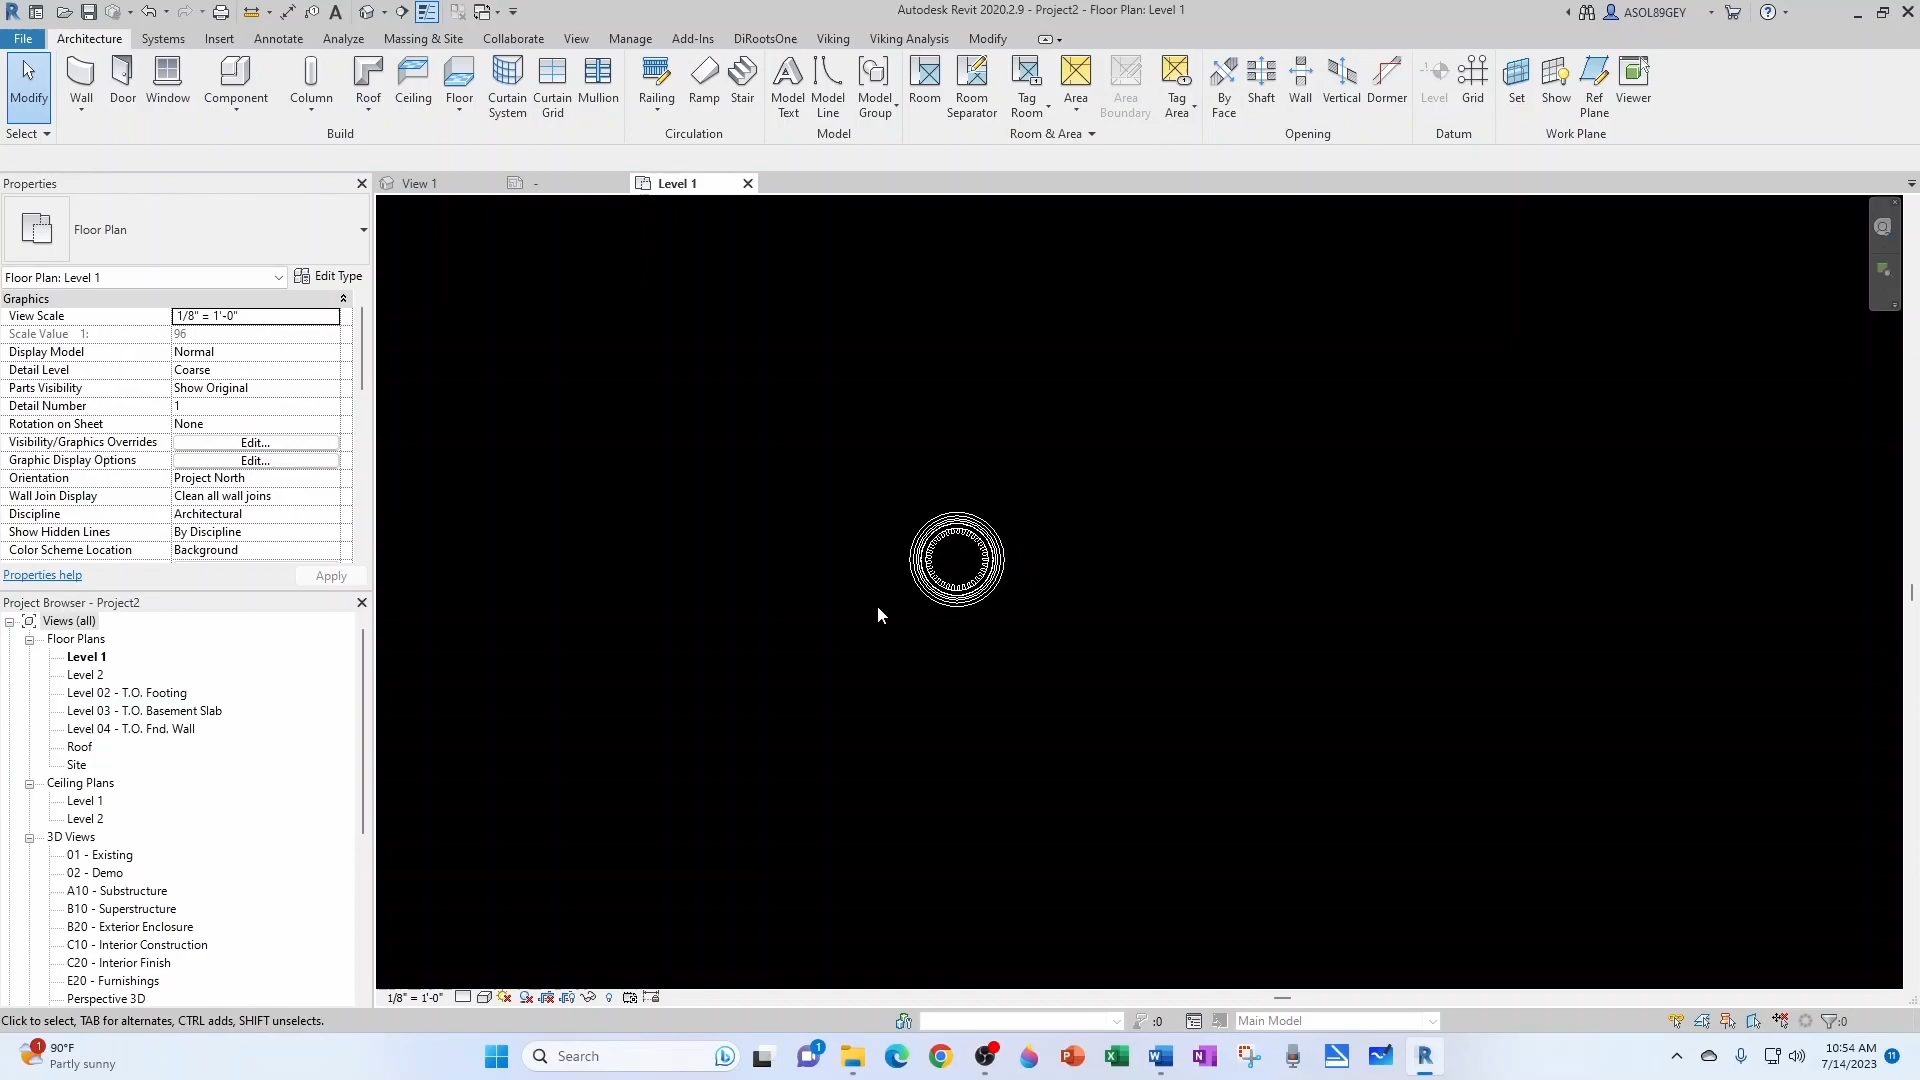 Autodesk Revit 2020.2.9 - Project2 - Floor Plan: Level 1
ASOL89GEY
File Architecture Systems Insert Annotate Analyze Massing & Site Collaborate View Manage Add-Ins DiRootsOne Viking Viking Analysis Modify
Modify Wall Door Window Component Column Roof Ceiling Floor Curtain System Curtain Grid Mullion Railing Ramp Stair Model Text Model Line Model Group Room Room Separator Tag Room Area Area Boundary Tag Area By Face Shaft Wall Vertical Dormer Level Grid Set Show Ref Plane Viewer
Select Build Circulation Model Room & Area Opening Datum Work Plane
Properties
View 1
-
Level 1
Floor Plan
Floor Plan: Level 1 Edit Type
Graphics
View Scale 1/8" = 1'-0"
Scale Value 1: 96
Display Model Normal
Detail Level Coarse
Parts Visibility Show Original
Detail Number 1
Rotation on Sheet None
Visibility/Graphics Overrides Edit...
Graphic Display Options Edit...
Orientation Project North
Wall Join Display Clean all wall joins
Discipline Architectural
Show Hidden Lines By Discipline
Color Scheme Location Background
Properties help Apply
Project Browser - Project2
Views (all)
Floor Plans
Level 1
Level 2
Level 02 - T.O. Footing
Level 03 - T.O. Basement Slab
Level 04 - T.O. Fnd. Wall
Roof
Site
Ceiling Plans
Level 1
Level 2
3D Views
01 - Existing
02 - Demo
A10 - Substructure
B10 - Superstructure
B20 - Exterior Enclosure
C10 - Interior Construction
C20 - Interior Finish
E20 - Furnishings
Perspective 3D
1/8" = 1'-0"
Click to select, TAB for alternates, CTRL adds, SHIFT unselects.
:0
Main Model
:0
1
90°F
Partly sunny
Search
1
10:54 AM
7/14/2023
11